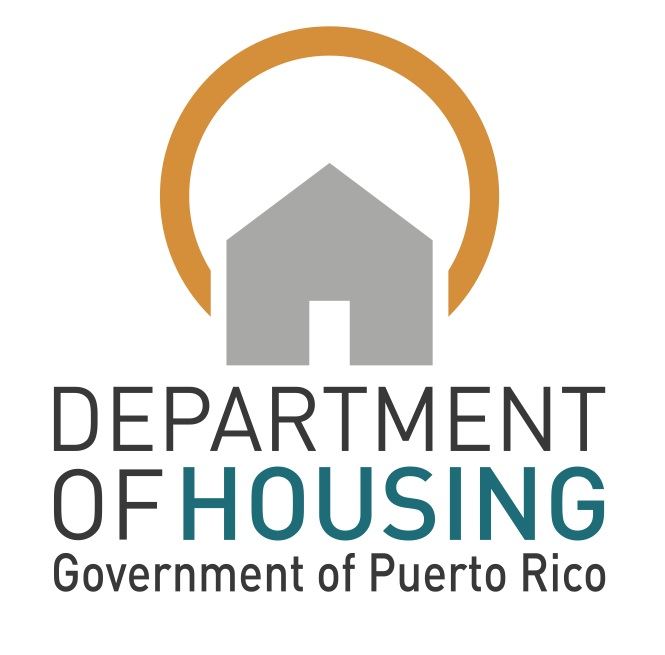 DEPARTMENT
OF HOUSING
Government of Puerto Rico